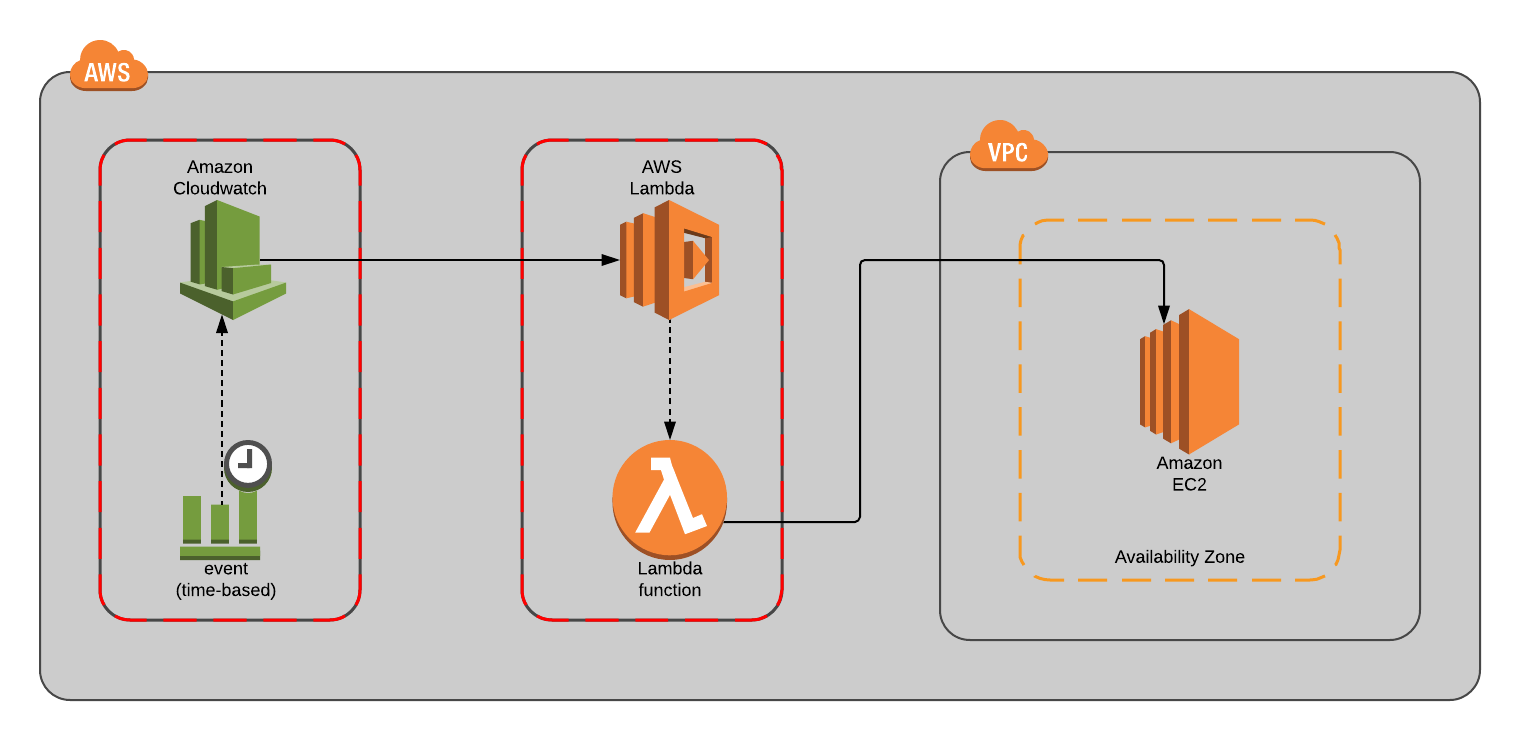 AWS
Amazon
Cloudwatch
event
(time-based)
AWS
Lambda
Lambda
function
VPC
Amazon
EC2
Availability Zone